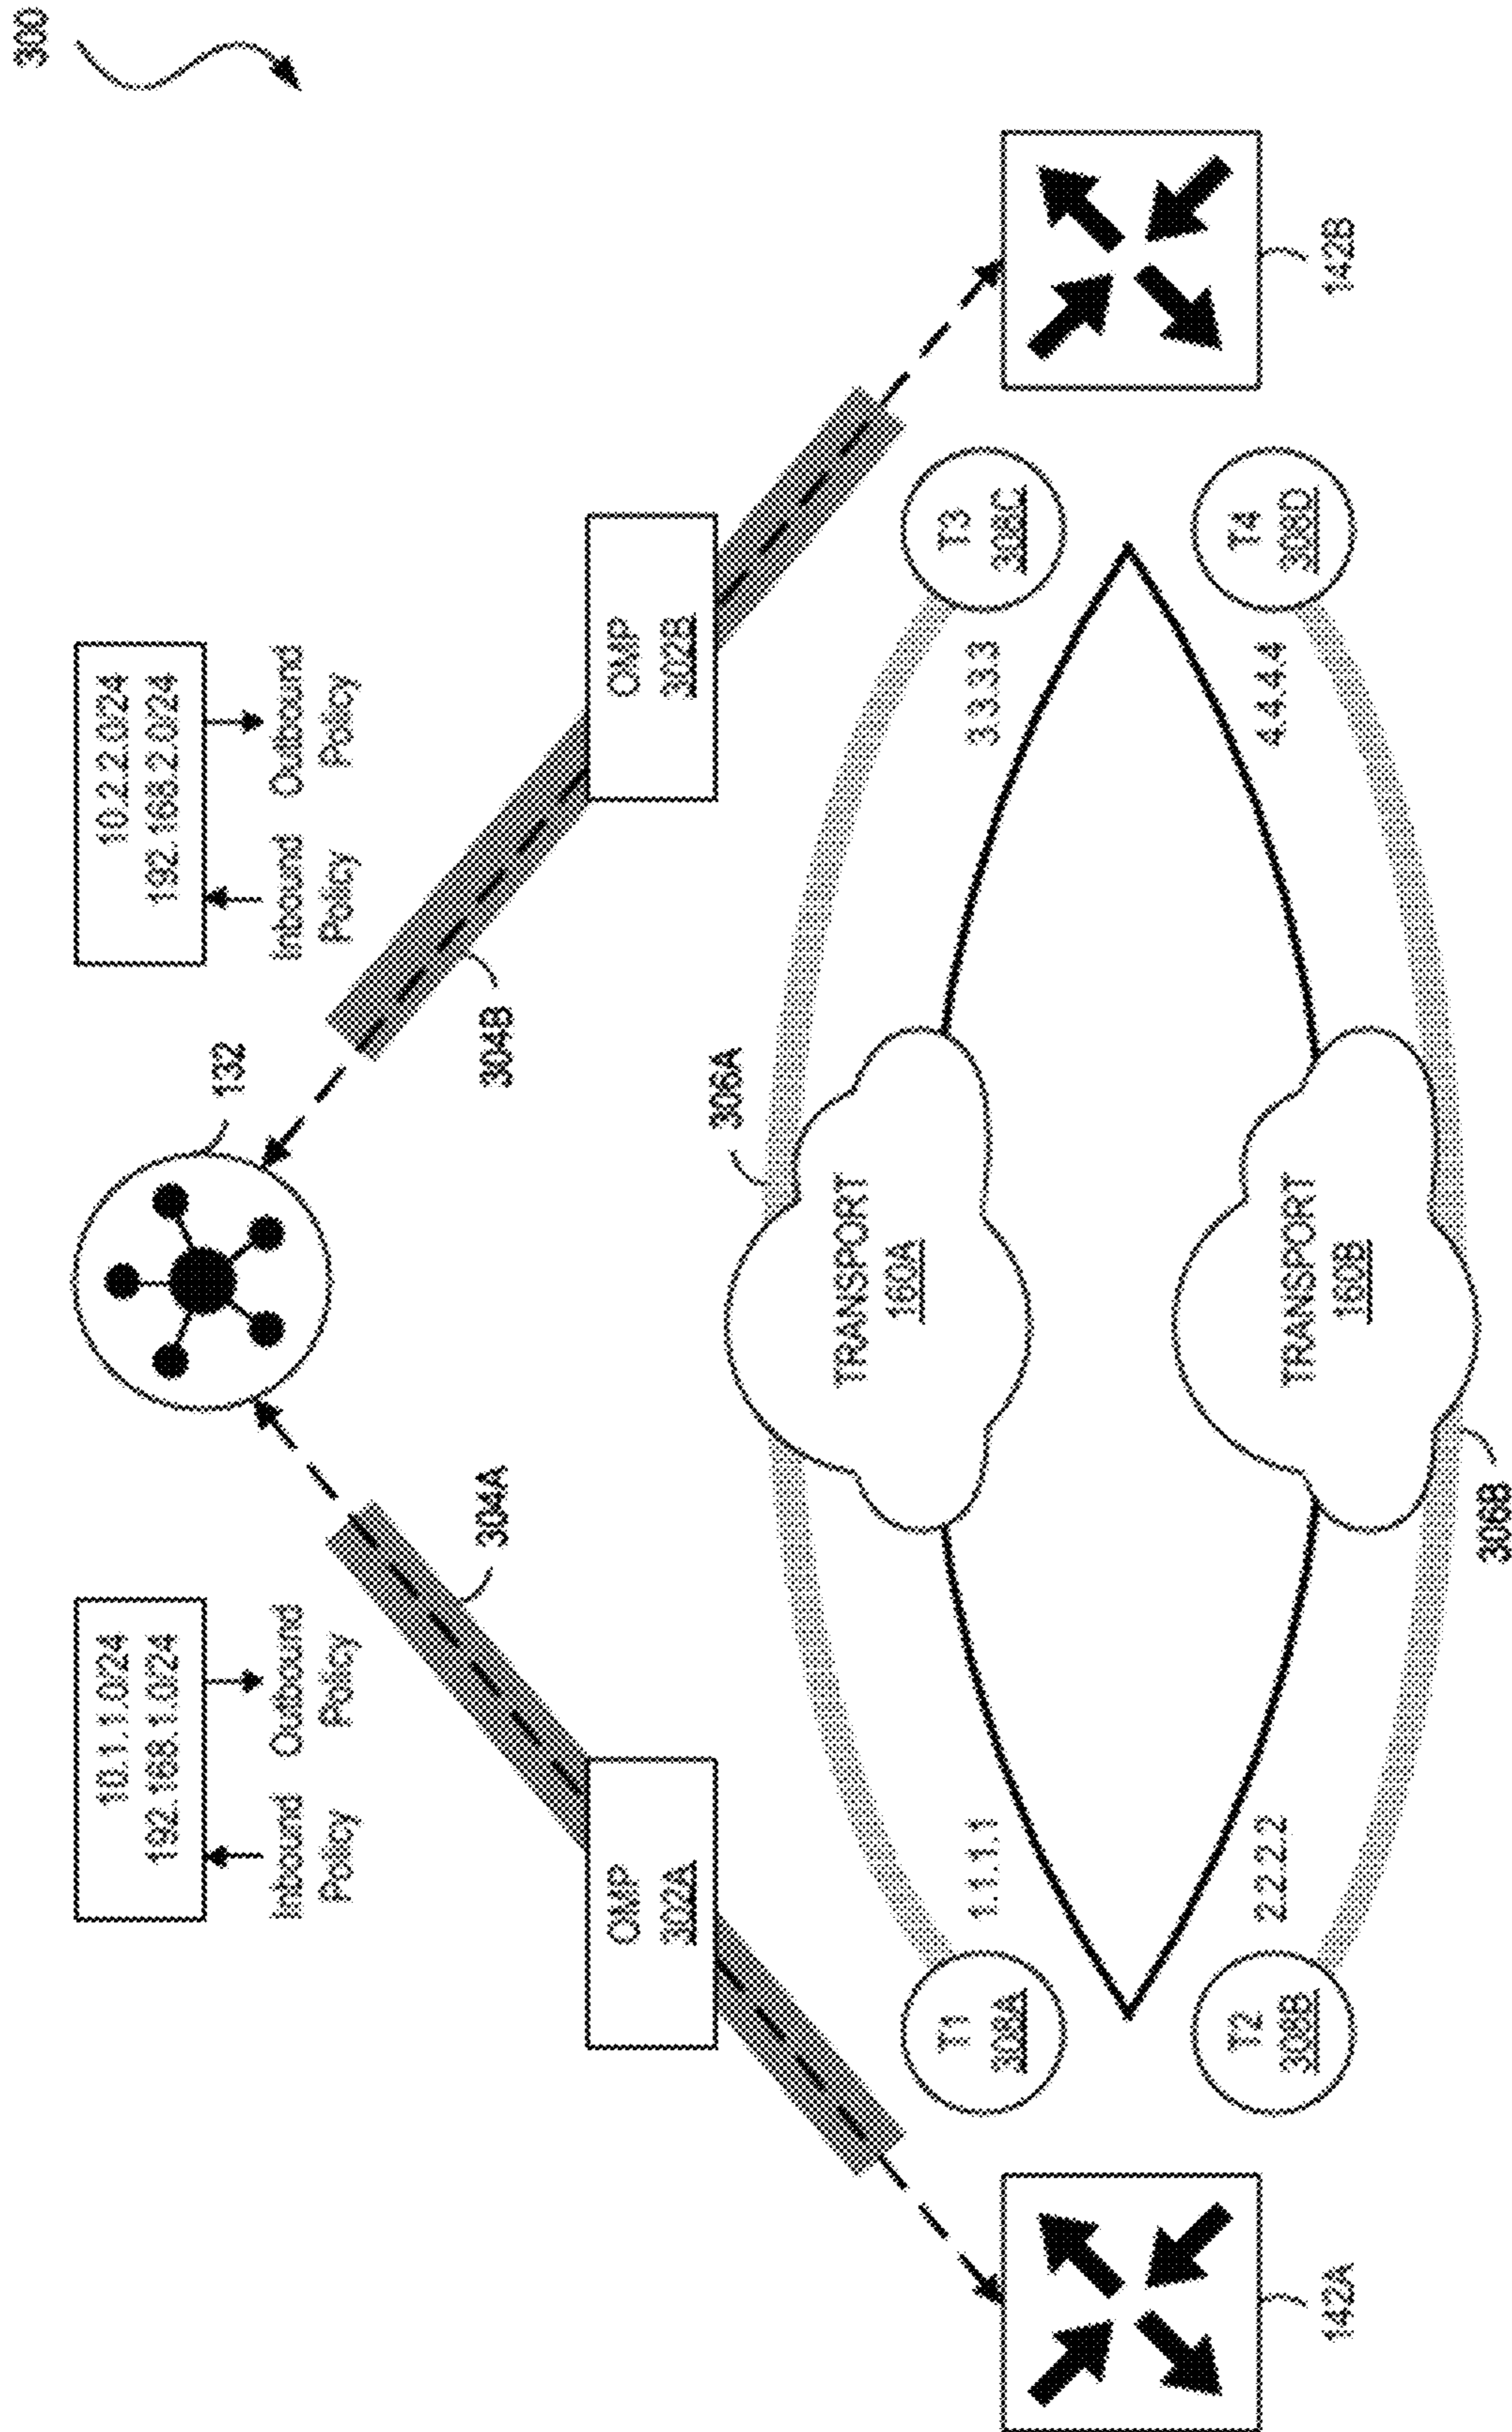 300
132
10.1.1.0/24
192.168.1.0/24
Inbound
Policy
Outbound
Policy
10.2.2.0/24
192.168.2.0/24
Inbound
Policy
Outbound
Policy
304A
304B
OMP
302A
OMP
302B
306A
T1
308A
1.1.1.1
TRANSPORT
160A
3.3.3.3
T3
308C
142A
142B
T2
308B
2.2.2.2
TRANSPORT
160B
4.4.4.4
T4
308D
306B